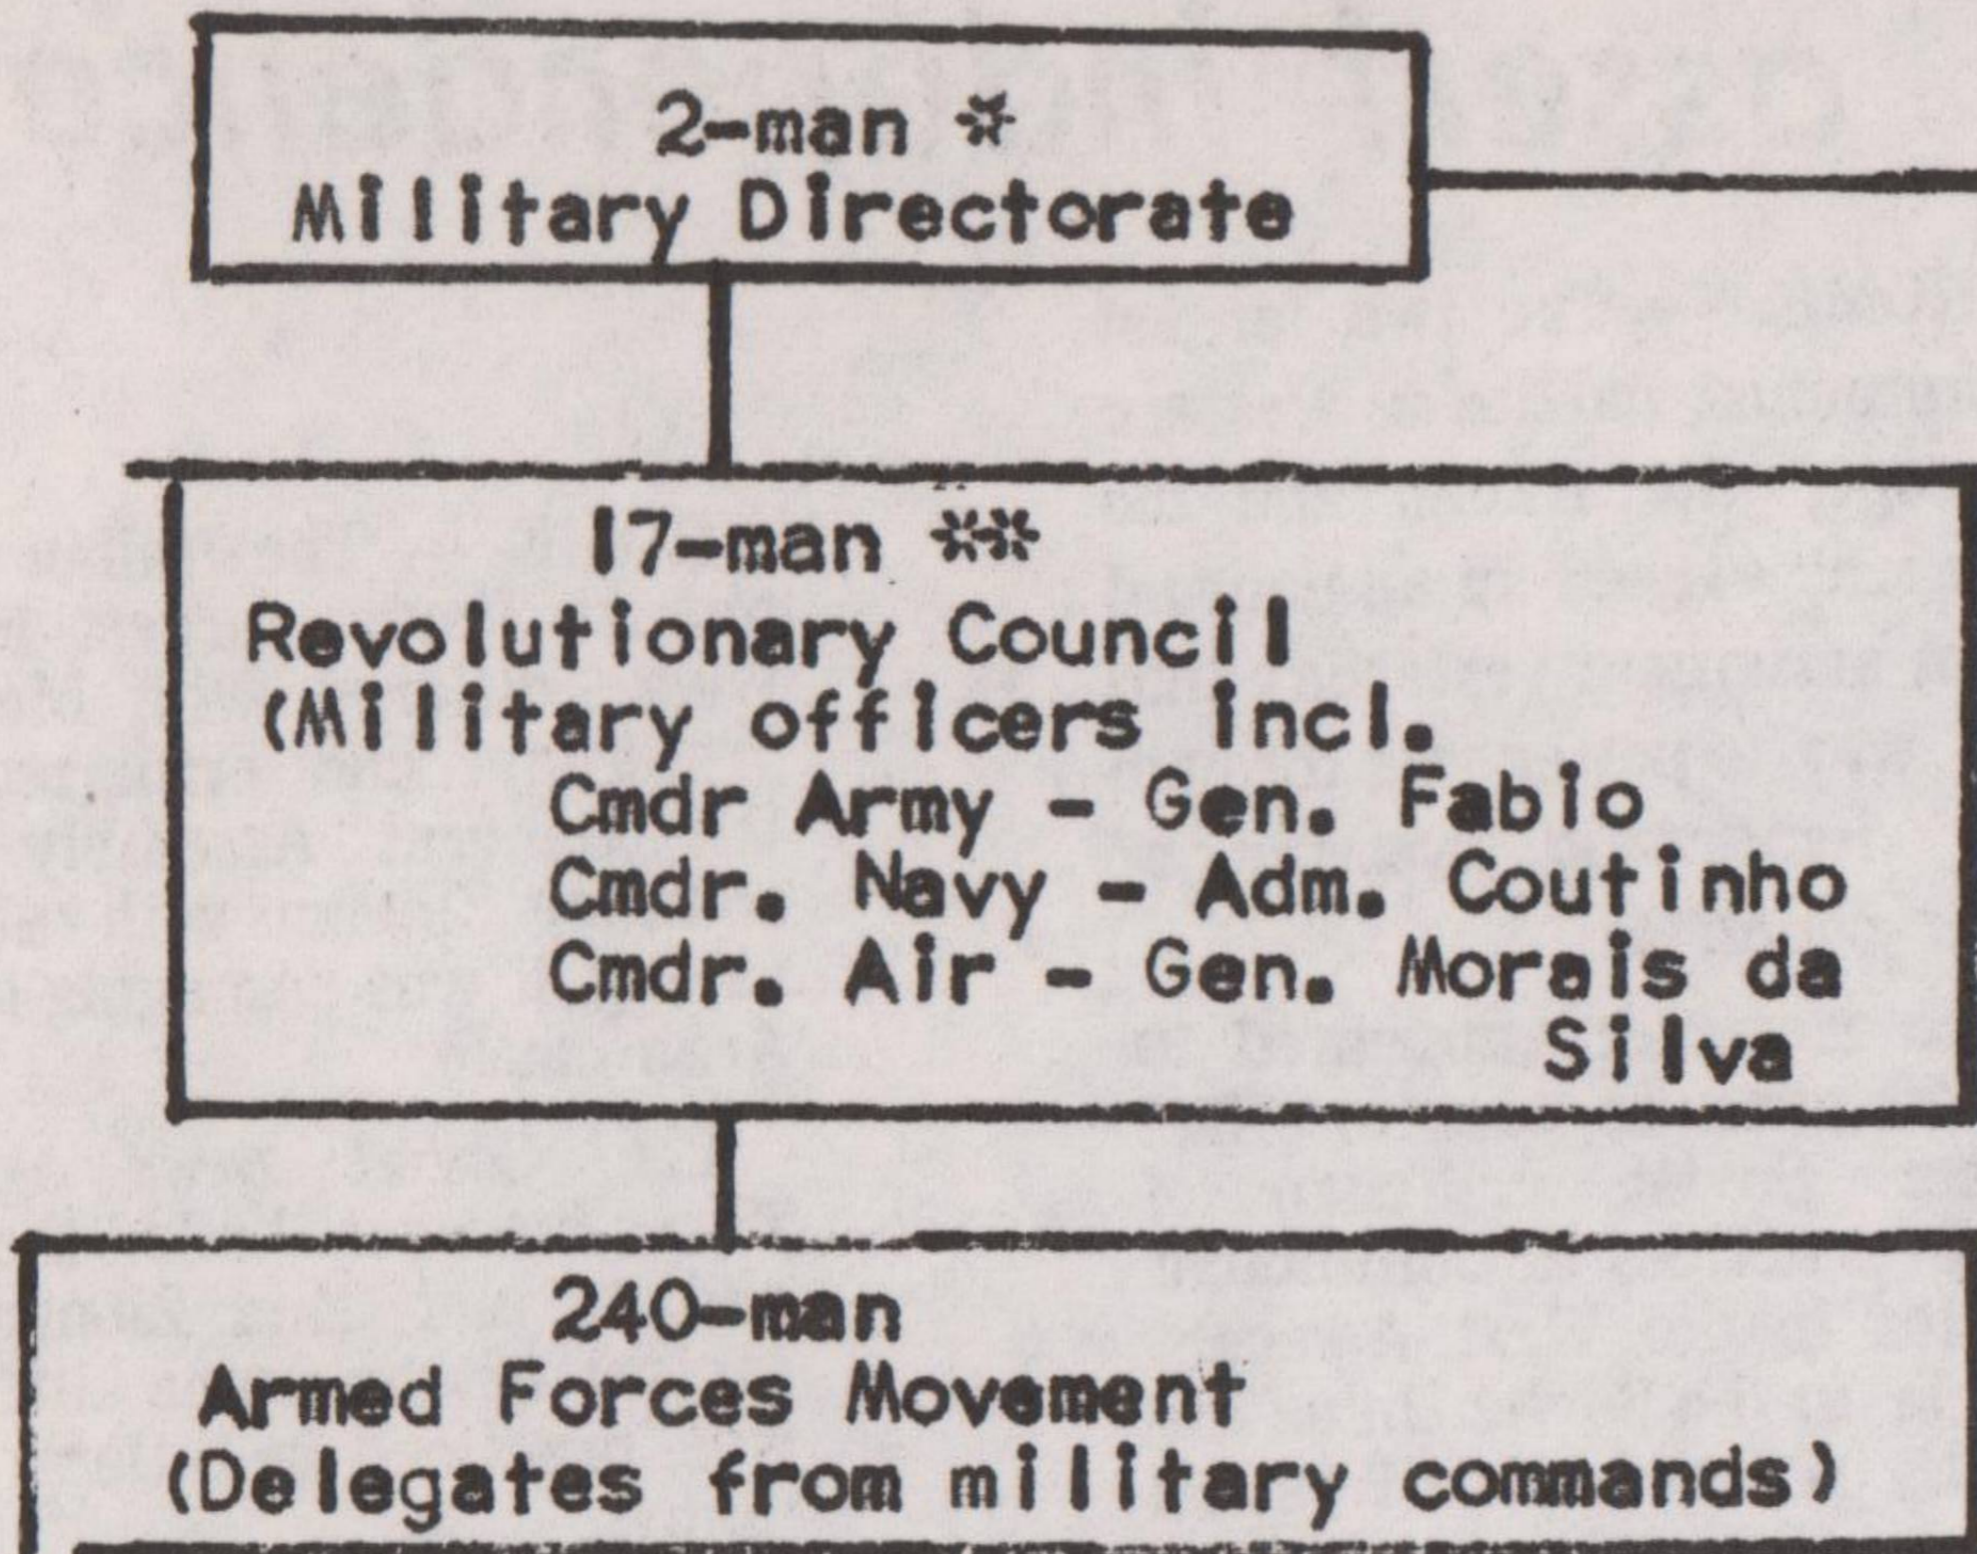 2-man *
Military Directorate
17-man **
Revolutionary Council
(Military officers incl.
Cmdr Army - Gen. Fabio
Cmdr. Navy - Adm. Coutinho
Cmdr. Air - Gen. Morais da
Silva
240-man
Armed Forces Movement
(Delegates from military commands)